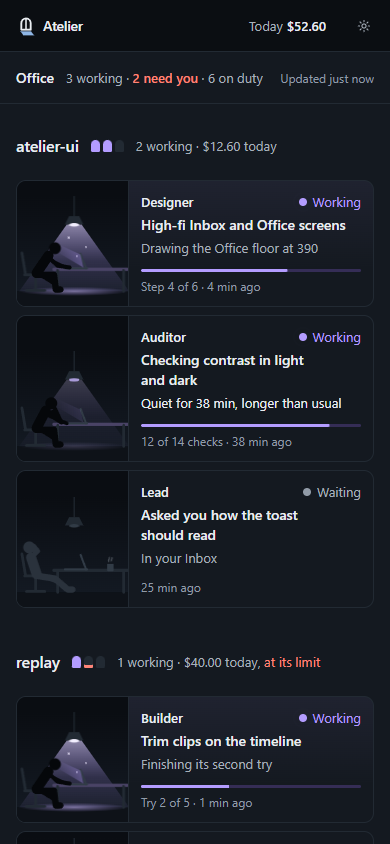 Atelier
Today $52.60
Office 3 working · 2 need you · 6 on duty Updated just now
atelier-ui 2 working · $12.60 today
Designer Working
High-fi Inbox and Office screens
Drawing the Office floor at 390
Step 4 of 6 · 4 min ago
Auditor Working
Checking contrast in light
and dark
Quiet for 38 min, longer than usual
12 of 14 checks · 38 min ago
Lead Waiting
Asked you how the toast
should read
In your Inbox
25 min ago
replay 1 working · $40.00 today, at its limit
Builder Working
Trim clips on the timeline
Finishing its second try
Try 2 of 5 · 1 min ago